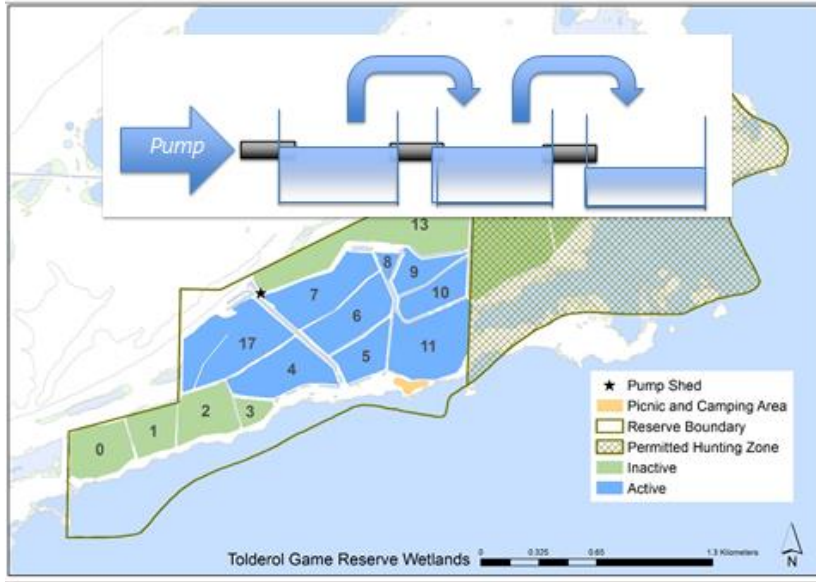 Pump
13
8
9
7
10
6
17
11
5
4
2
3
1
0
Pump Shed
Picnic and Camping Area
Reserve Boundary
Permitted Hunting Zone
Inactive
Active
Tolderol Game Reserve Wetlands
0 0.325 0.65 1.3 Kilometers
N